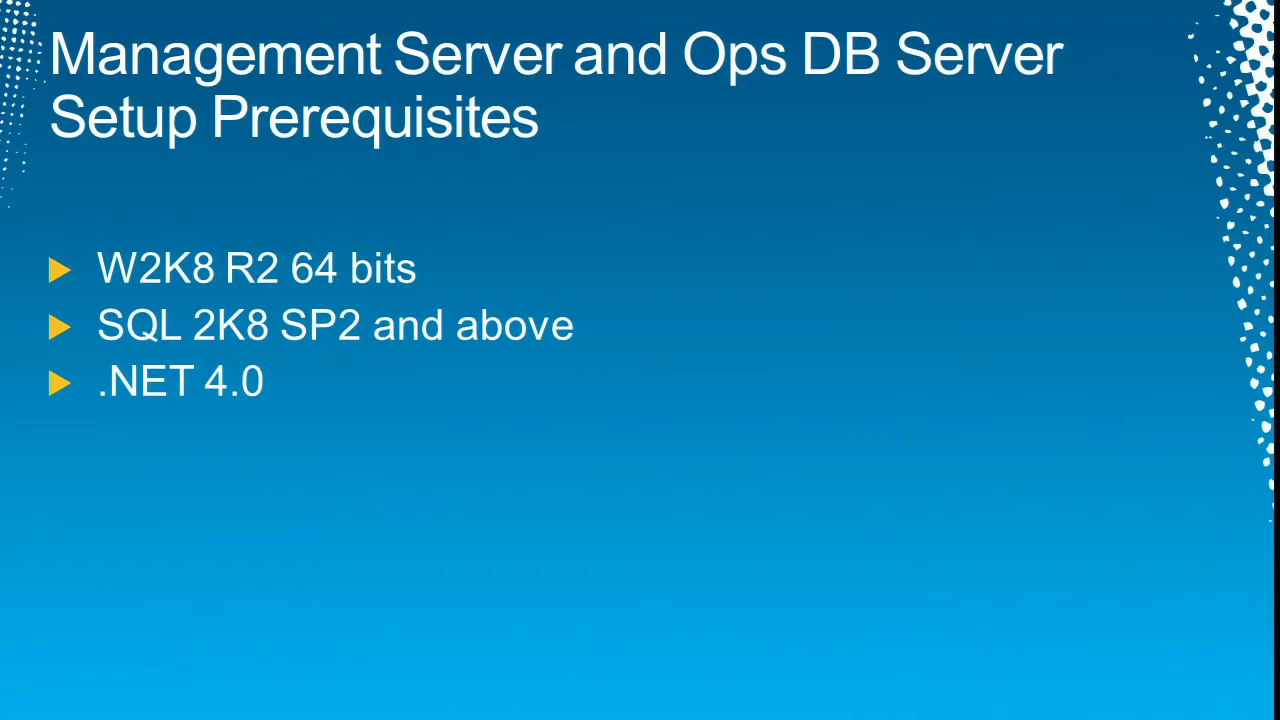 Management Server and Ops DB Server
Setup Prerequisites
W2K8 R2 64 bits
SQL 2K8 SP2 and above
.NET 4.0